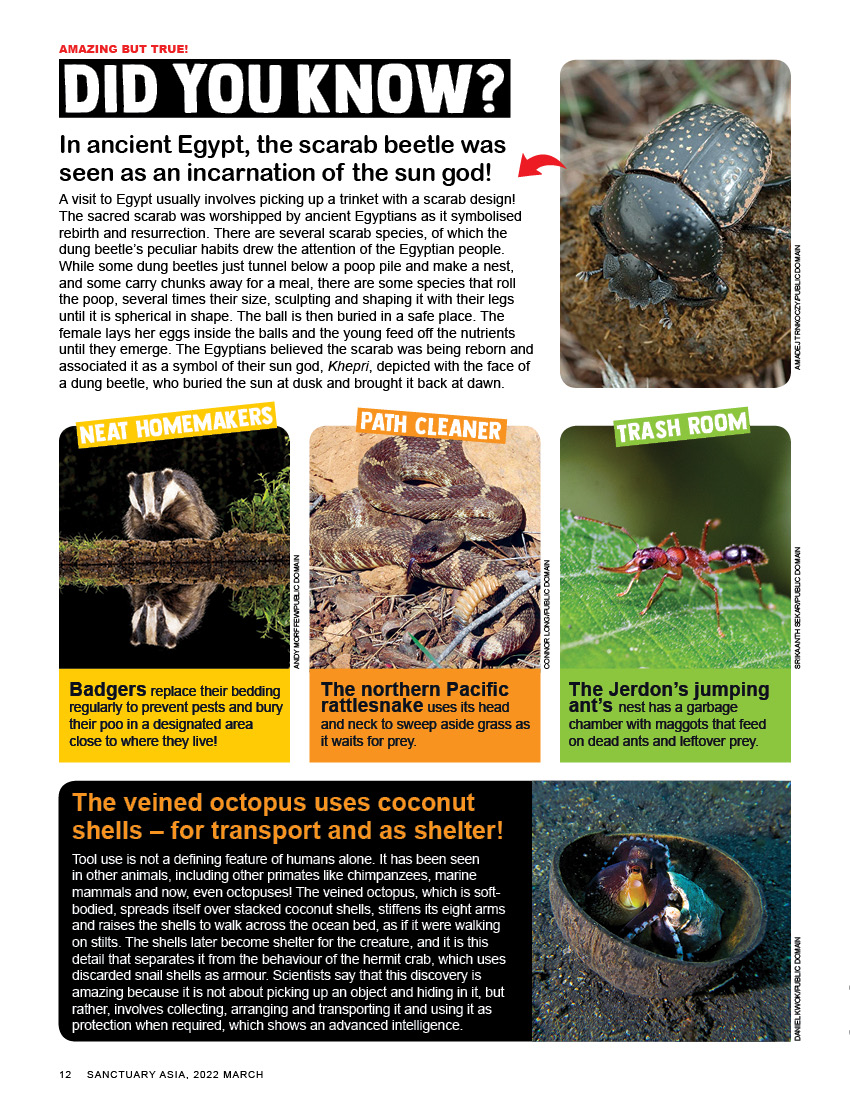 AMAZING BUT TRUE!
DID YOU KNOW?
In ancient Egypt, the scarab beetle was
seen as an incarnation of the sun god!
A visit to Egypt usually involves picking up a trinket with a scarab design!
The sacred scarab was worshipped by ancient Egyptians as it symbolised
rebirth and resurrection. There are several scarab species, of which the
dung beetle's peculiar habits drew the attention of the Egyptian people.
While some dung beetles just tunnel below a poop pile and make a nest,
and some carry chunks away for a meal, there are some species that roll
the poop, several times their size, sculpting and shaping it with their legs
until it is spherical in shape. The ball is then buried in a safe place. The
female lays her eggs inside the balls and the young feed off the nutrients
until they emerge. The Egyptians believed the scarab was being reborn and
associated it as a symbol of their sun god, Khepri, depicted with the face of
a dung beetle, who buried the sun at dusk and brought it back at dawn.
AMADEJ TRNKOCZY/PUBLIC DOMAIN
NEAT HOMEMAKERS
ANDY MORFFEW/PUBLIC DOMAIN
Badgers replace their bedding
regularly to prevent pests and bury
their poo in a designated area
close to where they live!
PATH CLEANER
CONNOR LONG/PUBLIC DOMAIN
The northern Pacific
rattlesnake uses its head
and neck to sweep aside grass as
it waits for prey.
TRASH ROOM
SRIKAANTH SEKAR/PUBLIC DOMAIN
The Jerdon's jumping
ant's nest has a garbage
chamber with maggots that feed
on dead ants and leftover prey.
The veined octopus uses coconut
shells – for transport and as shelter!
Tool use is not a defining feature of humans alone. It has been seen
in other animals, including other primates like chimpanzees, marine
mammals and now, even octopuses! The veined octopus, which is soft-
bodied, spreads itself over stacked coconut shells, stiffens its eight arms
and raises the shells to walk across the ocean bed, as if it were walking
on stilts. The shells later become shelter for the creature, and it is this
detail that separates it from the behaviour of the hermit crab, which uses
discarded snail shells as armour. Scientists say that this discovery is
amazing because it is not about picking up an object and hiding in it, but
rather, involves collecting, arranging and transporting it and using it as
protection when required, which shows an advanced intelligence.
DANIEL KWOK/PUBLIC DOMAIN
12 SANCTUARY ASIA, 2022 MARCH